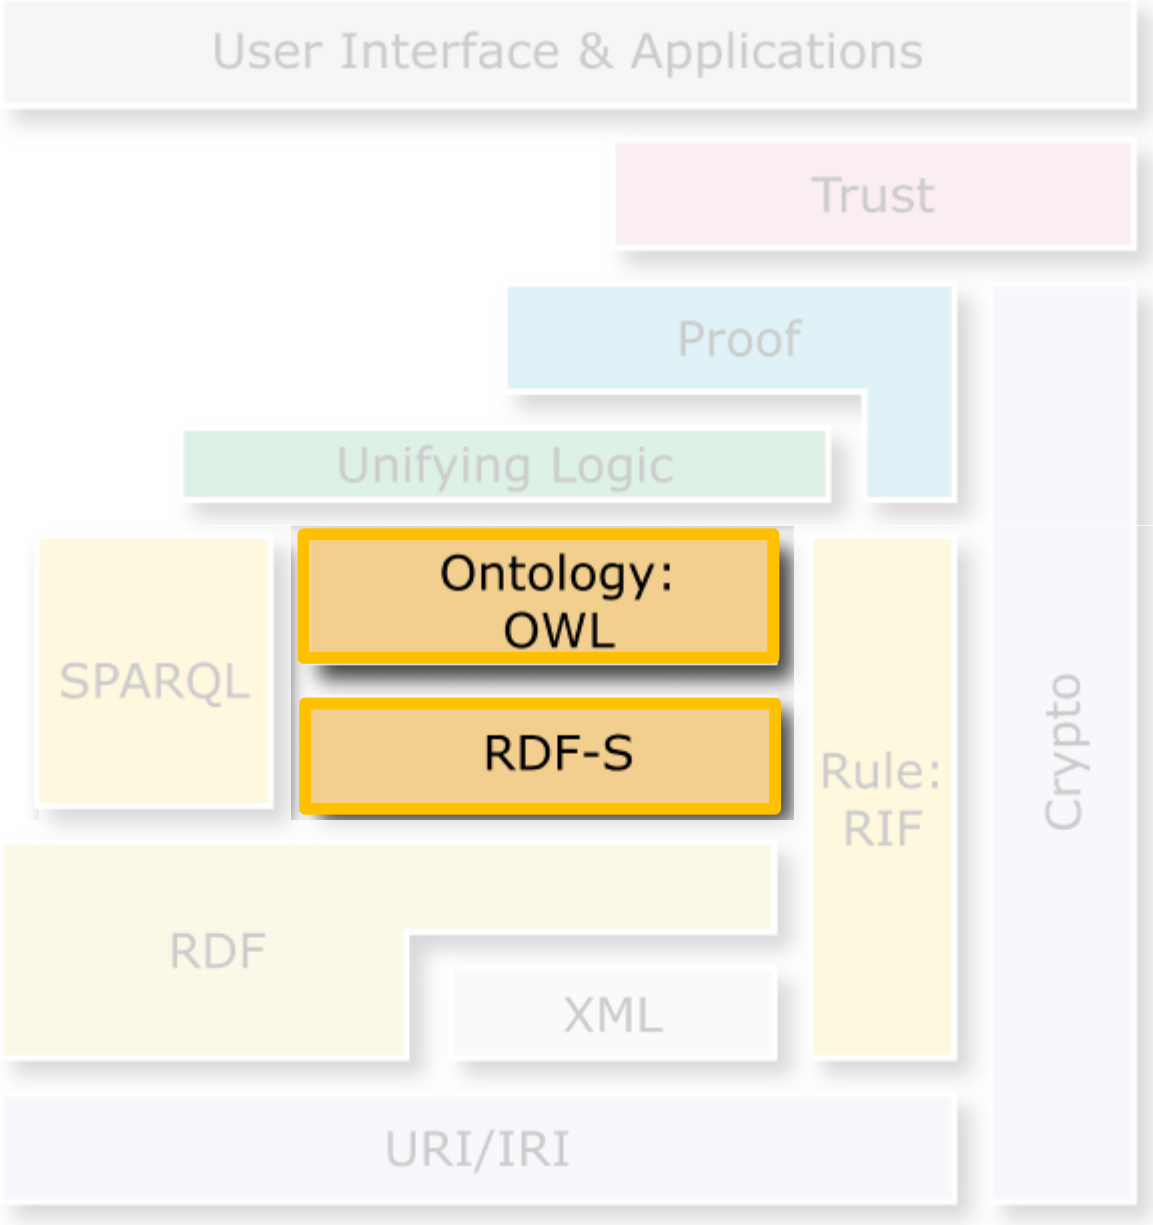 User Interface & Applications
Trust
Proof
Unifying Logic
Ontology:
OWL
SPARQL
RDF-S
Rule:
RIF
Crypto
RDF
XML
URI/IRI